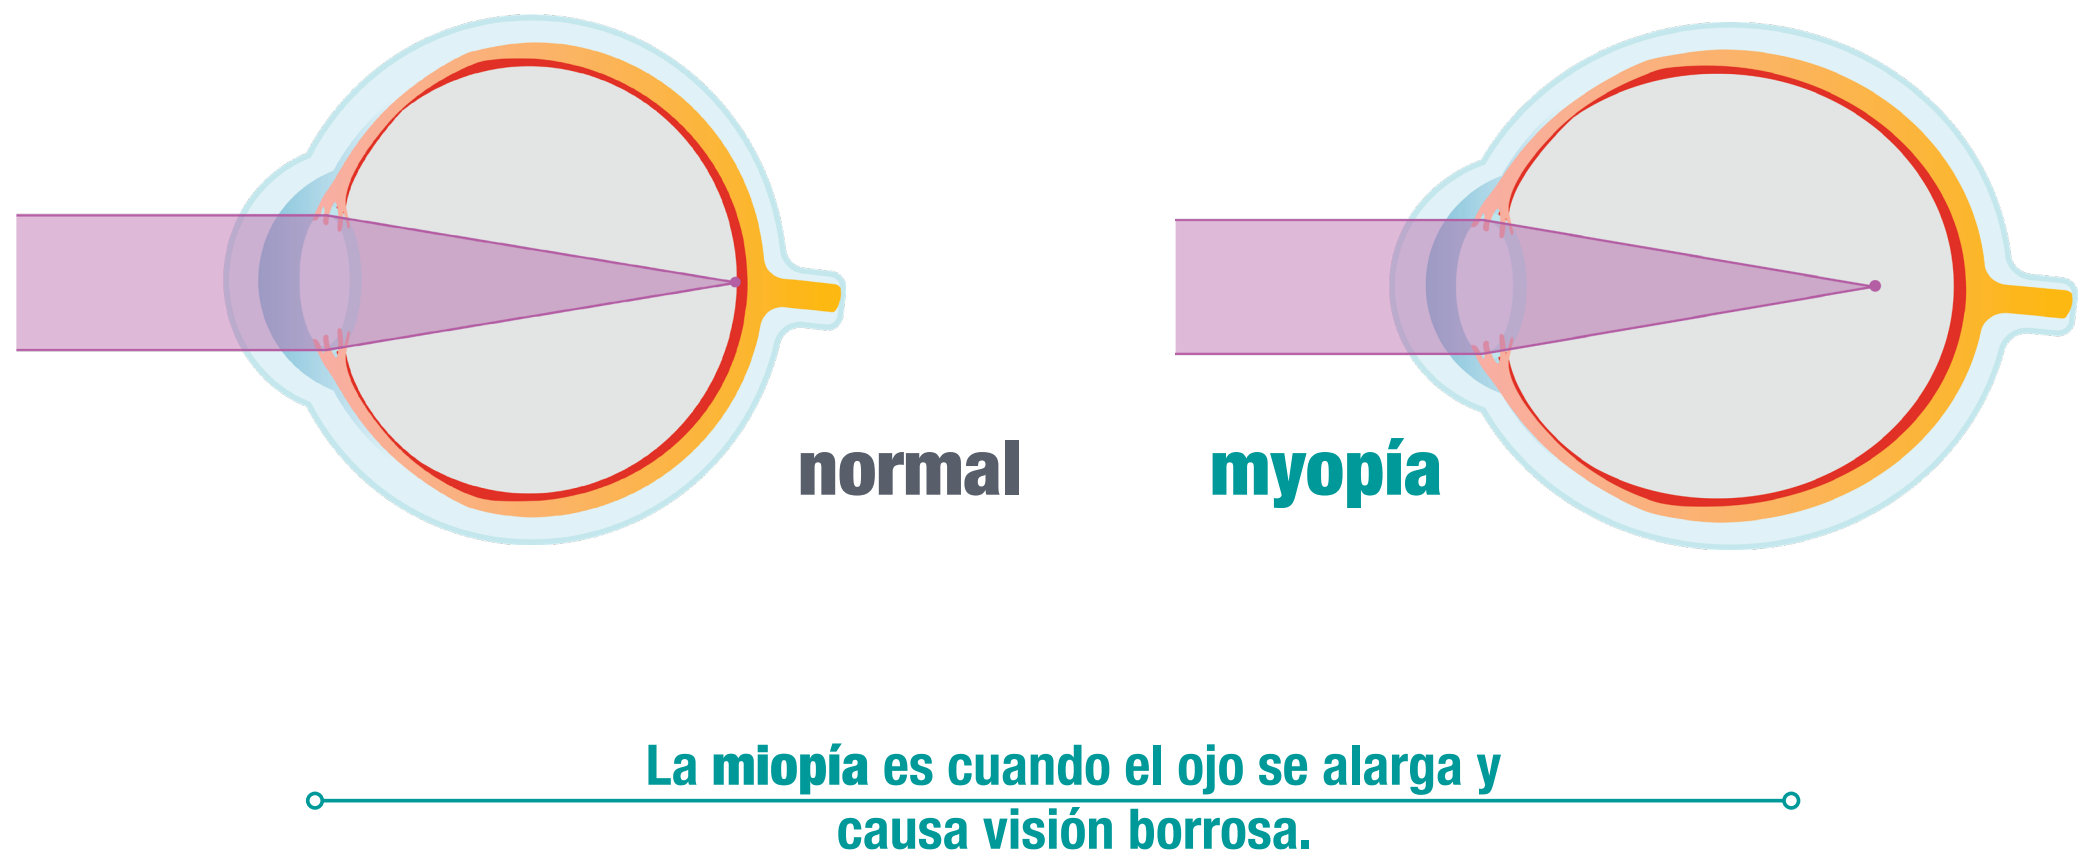 normal
myopía
La miopía es cuando el ojo se alarga y
causa visión borrosa.